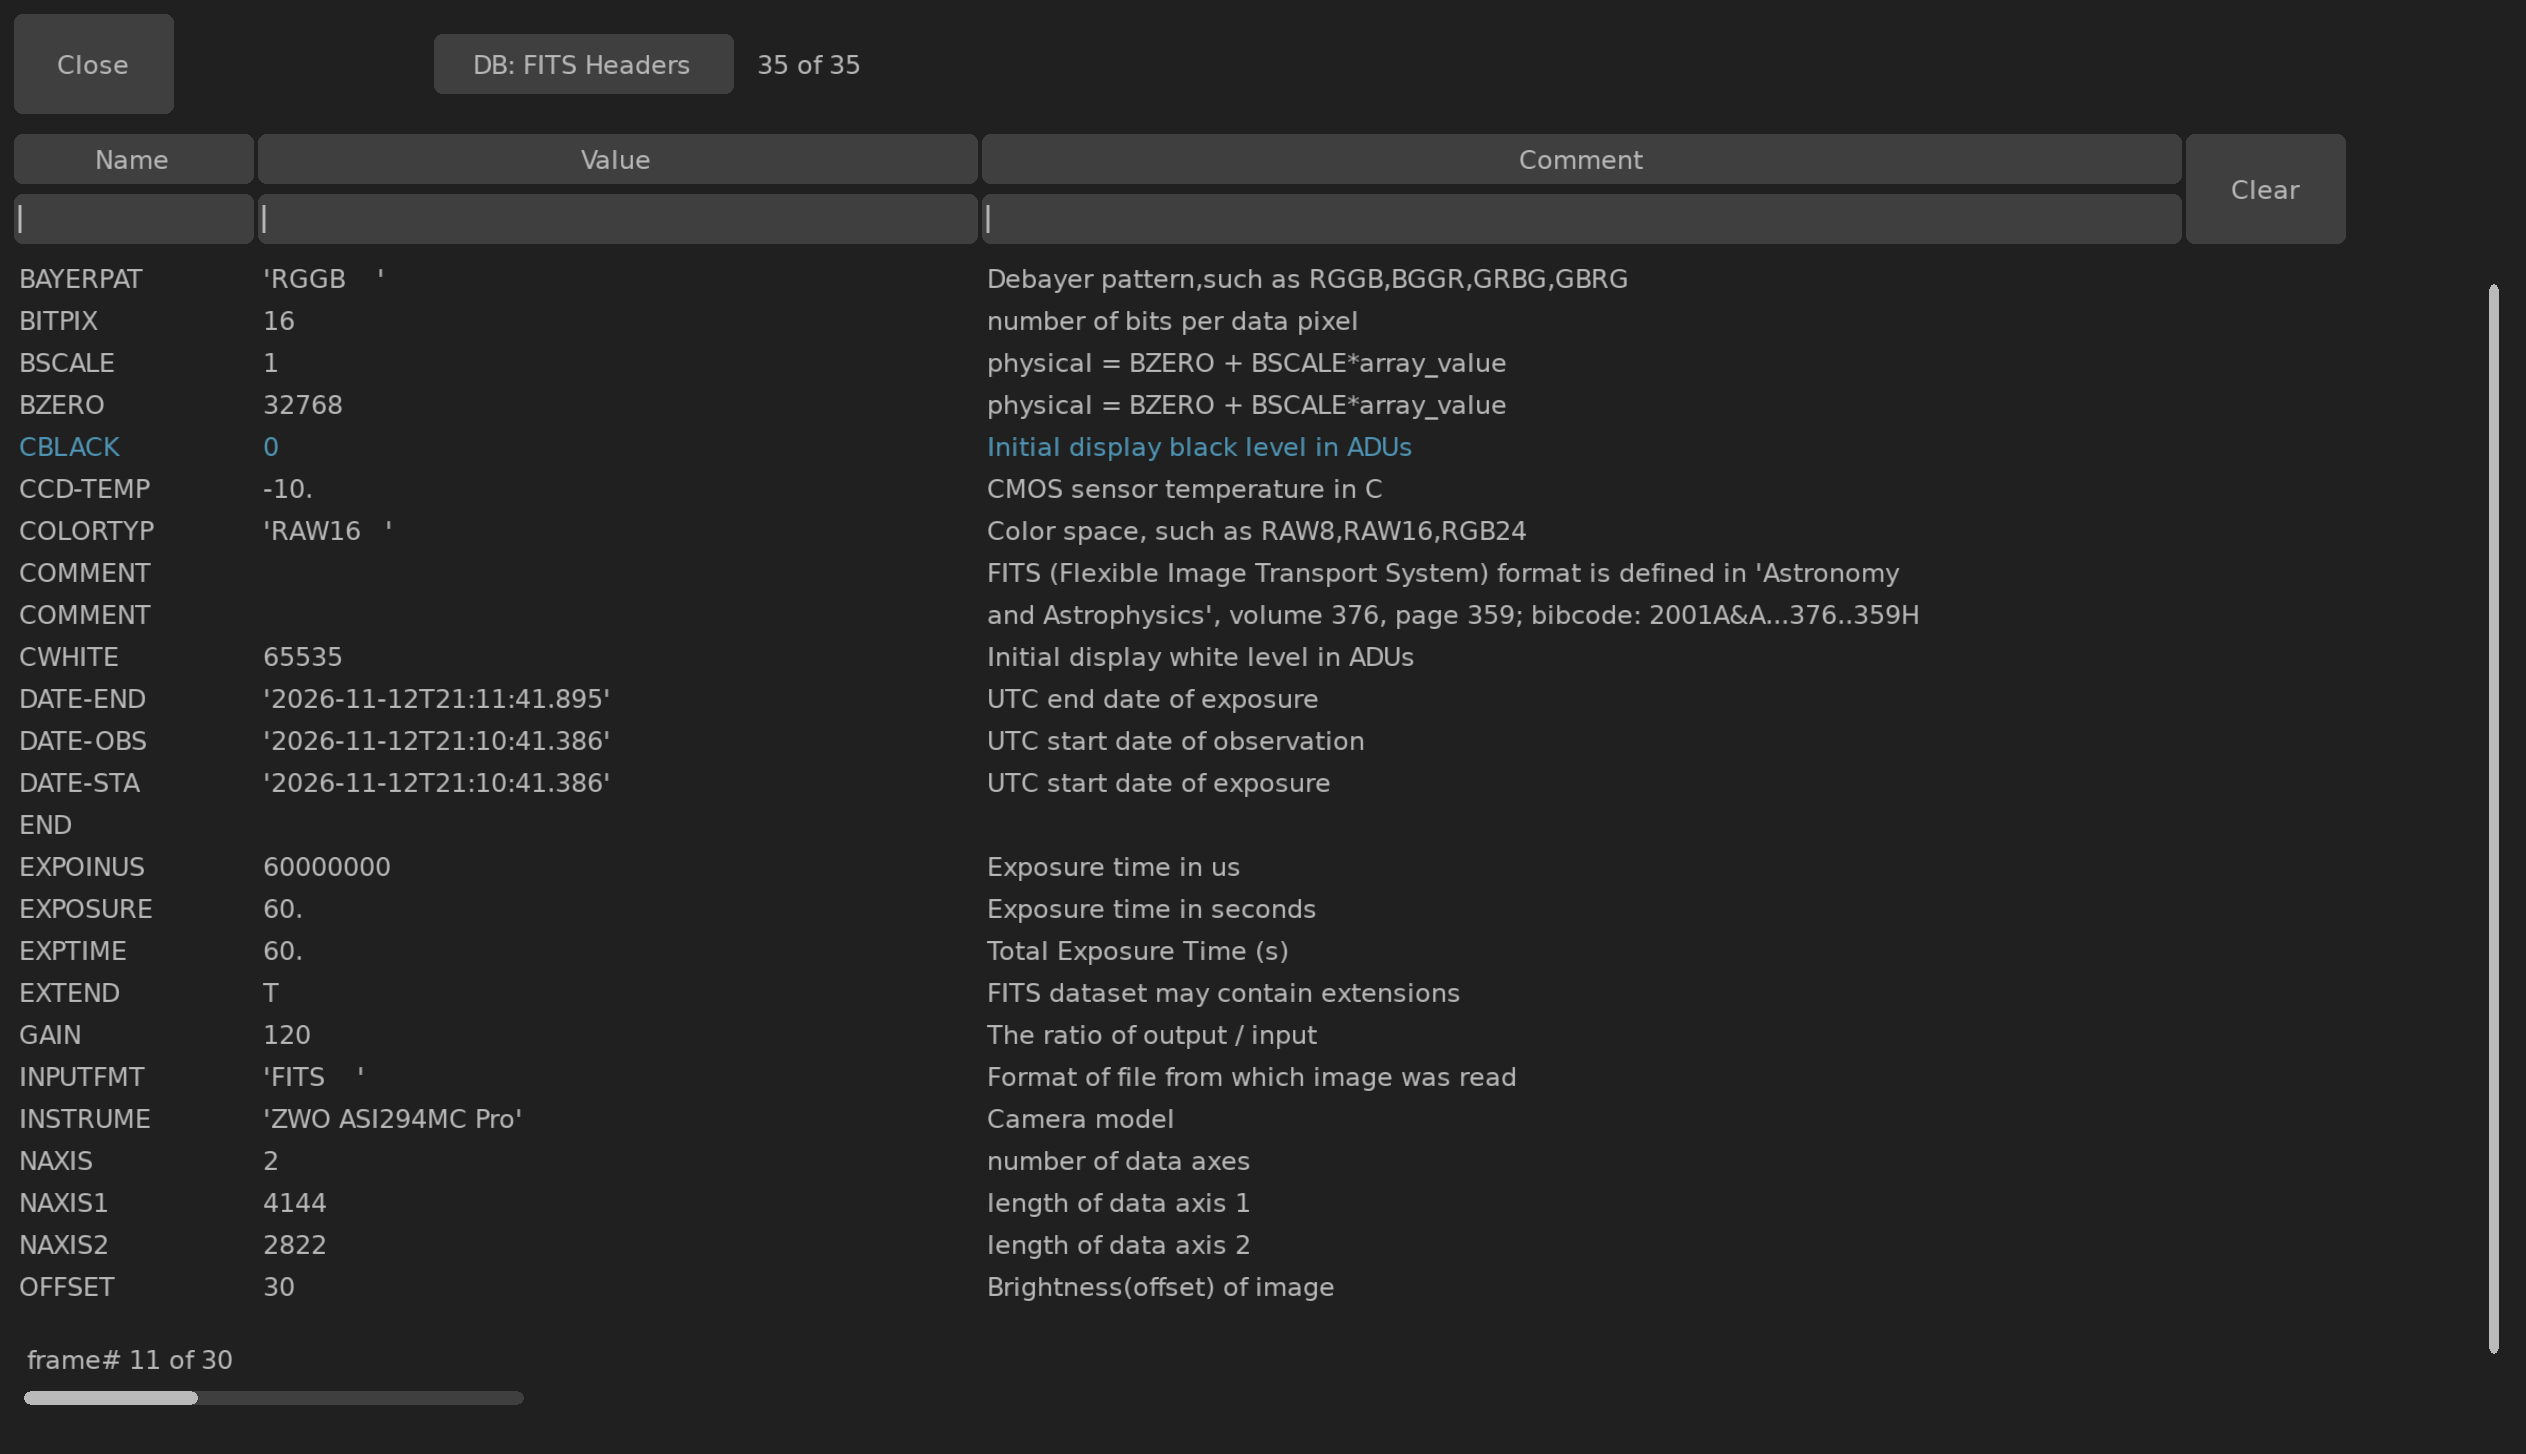 Close DB: FITS Headers 35 of 35
Name Value Comment Clear
BAYERPAT 'RGGB    ' Debayer pattern,such as RGGB,BGGR,GRBG,GBRG
BITPIX 16 number of bits per data pixel
BSCALE 1 physical = BZERO + BSCALE*array_value
BZERO 32768 physical = BZERO + BSCALE*array_value
CBLACK 0 Initial display black level in ADUs
CCD-TEMP -10. CMOS sensor temperature in C
COLORTYP 'RAW16   ' Color space, such as RAW8,RAW16,RGB24
COMMENT FITS (Flexible Image Transport System) format is defined in 'Astronomy
COMMENT and Astrophysics', volume 376, page 359; bibcode: 2001A&A...376..359H
CWHITE 65535 Initial display white level in ADUs
DATE-END '2026-11-12T21:11:41.895' UTC end date of exposure
DATE-OBS '2026-11-12T21:10:41.386' UTC start date of observation
DATE-STA '2026-11-12T21:10:41.386' UTC start date of exposure
END
EXPOINUS 60000000 Exposure time in us
EXPOSURE 60. Exposure time in seconds
EXPTIME 60. Total Exposure Time (s)
EXTEND T FITS dataset may contain extensions
GAIN 120 The ratio of output / input
INPUTFMT 'FITS    ' Format of file from which image was read
INSTRUME 'ZWO ASI294MC Pro' Camera model
NAXIS 2 number of data axes
NAXIS1 4144 length of data axis 1
NAXIS2 2822 length of data axis 2
OFFSET 30 Brightness(offset) of image
frame# 11 of 30